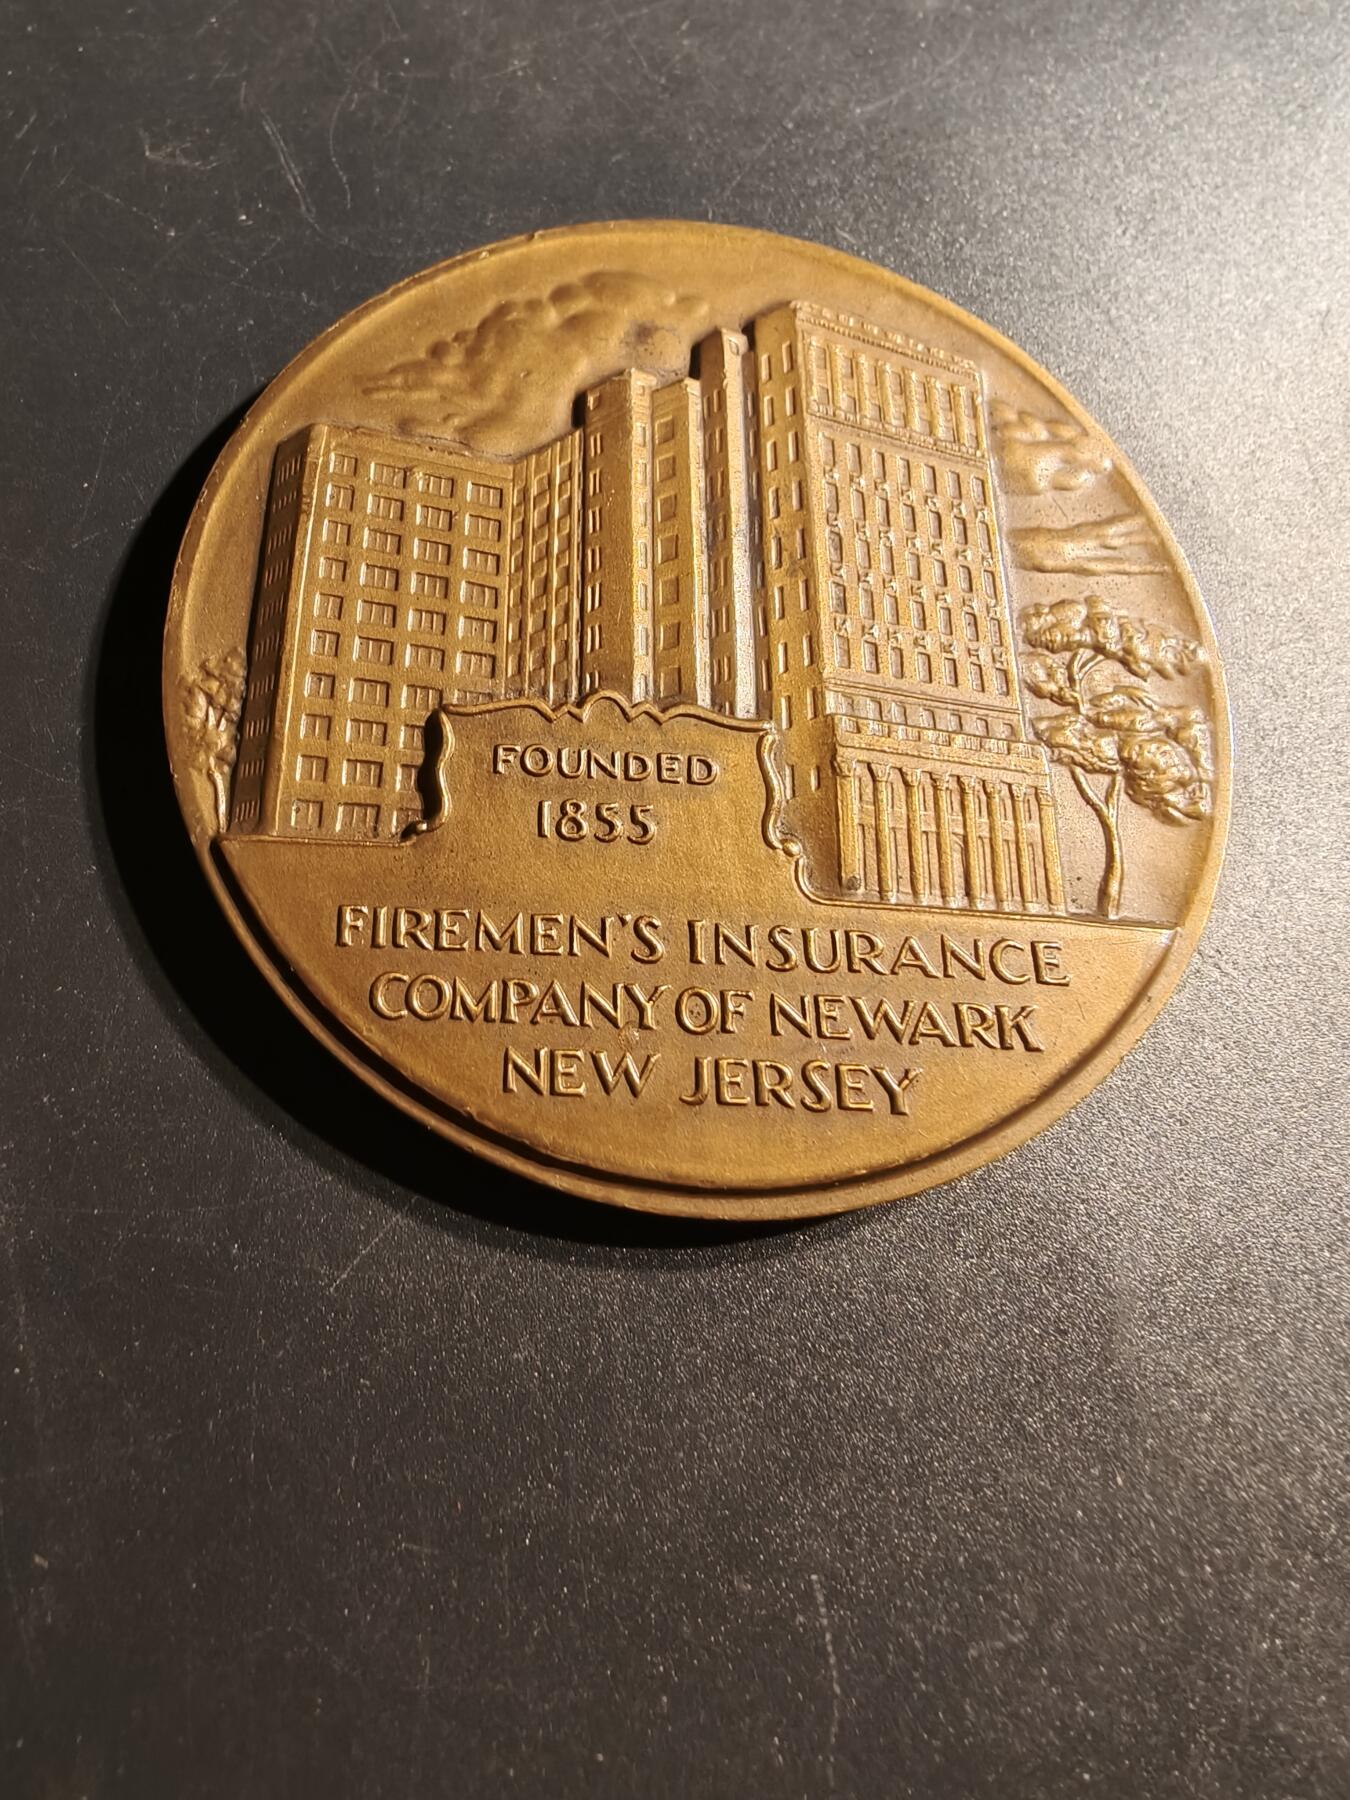 FOUNDED
1855
FIREMEN'S INSURANCE
COMPANY OF NEWARK
NEW JERSEY